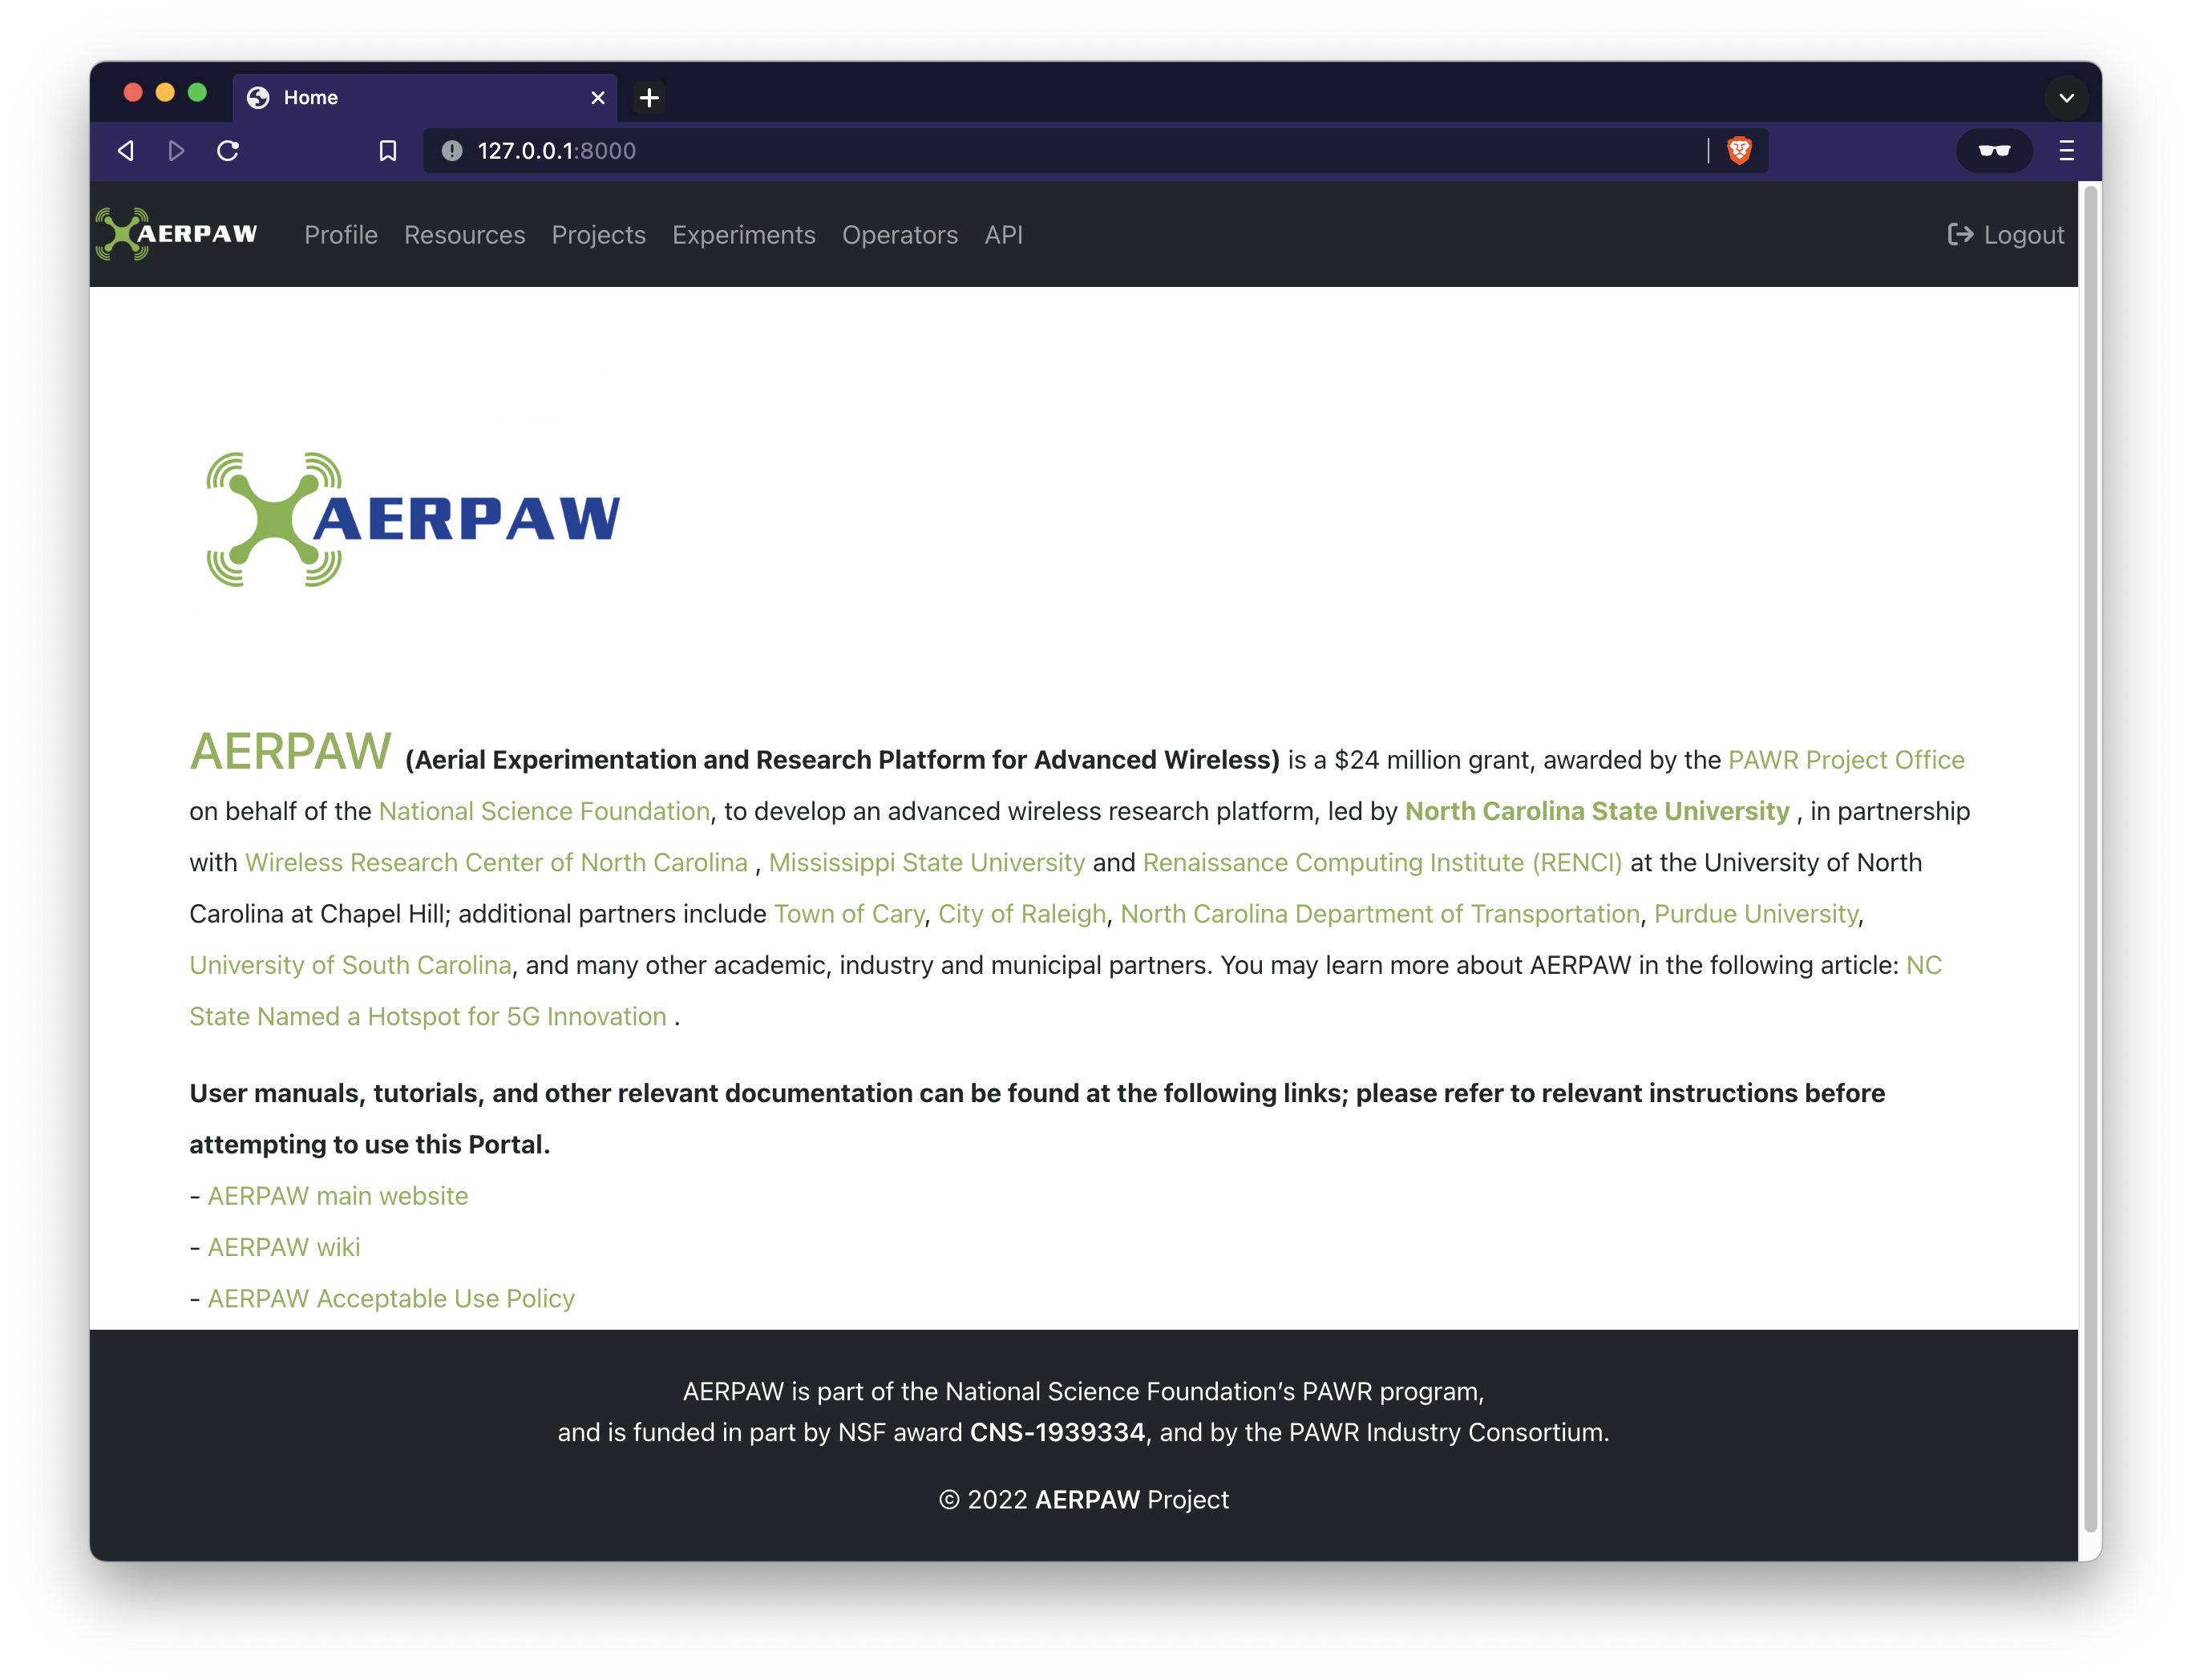 Home
127.0.0.1:8000
AERPAW
Profile Resources Projects Experiments Operators API
Logout
AERPAW
AERPAW (Aerial Experimentation and Research Platform for Advanced Wireless) is a $24 million grant, awarded by the PAWR Project Office
on behalf of the National Science Foundation, to develop an advanced wireless research platform, led by North Carolina State University , in partnership
with Wireless Research Center of North Carolina , Mississippi State University and Renaissance Computing Institute (RENCI) at the University of North
Carolina at Chapel Hill; additional partners include Town of Cary, City of Raleigh, North Carolina Department of Transportation, Purdue University,
University of South Carolina, and many other academic, industry and municipal partners. You may learn more about AERPAW in the following article: NC
State Named a Hotspot for 5G Innovation .
User manuals, tutorials, and other relevant documentation can be found at the following links; please refer to relevant instructions before
attempting to use this Portal.
- AERPAW main website
- AERPAW wiki
- AERPAW Acceptable Use Policy
AERPAW is part of the National Science Foundation’s PAWR program,
and is funded in part by NSF award CNS-1939334, and by the PAWR Industry Consortium.
© 2022 AERPAW Project